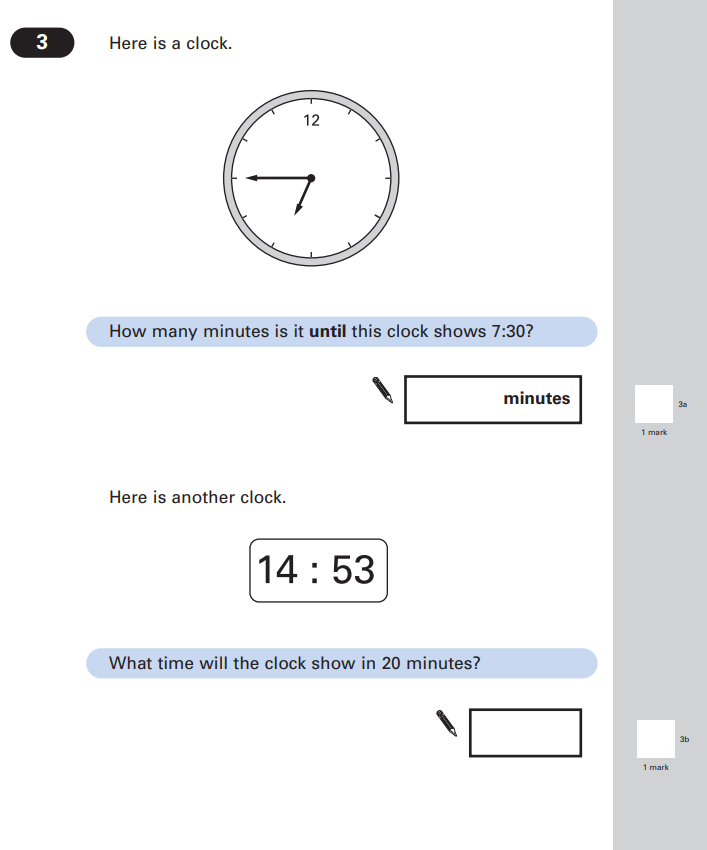 3
Here is a clock.
12
How many minutes is it until this clock shows 7:30?
minutes
3a
1 mark
Here is another clock.
14 : 53
What time will the clock show in 20 minutes?
3b
1 mark